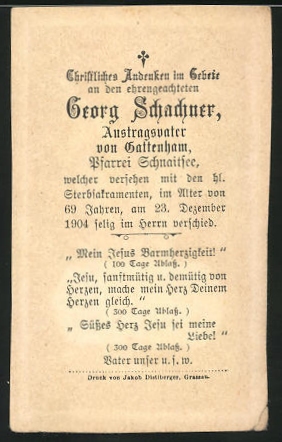 Christliches Andenken im Gebete
an den ehrengeachteten
Georg Schachner,
Austragsvater
von Gattenham,
Pfarrei Schnaitsee,
welcher versehen mit den hl.
Sterbsakramenten, im Alter von
69 Jahren, am 23. Dezember
1904 selig im Herrn verschied.
„Mein Jesus Barmherzigkeit!"
( 100 Tage Ablaß. )
„Jesu, sanftmütig u. demütig von
Herzen, mache mein Herz Deinem
Herzen gleich. "
( 300 Tage Ablaß. )
„ Süßes Herz Jesu sei meine
Liebe! "
( 300 Tage Ablaß. )
Vater unser u. s. w.
Druck von Jakob Distlberger, Grassau.